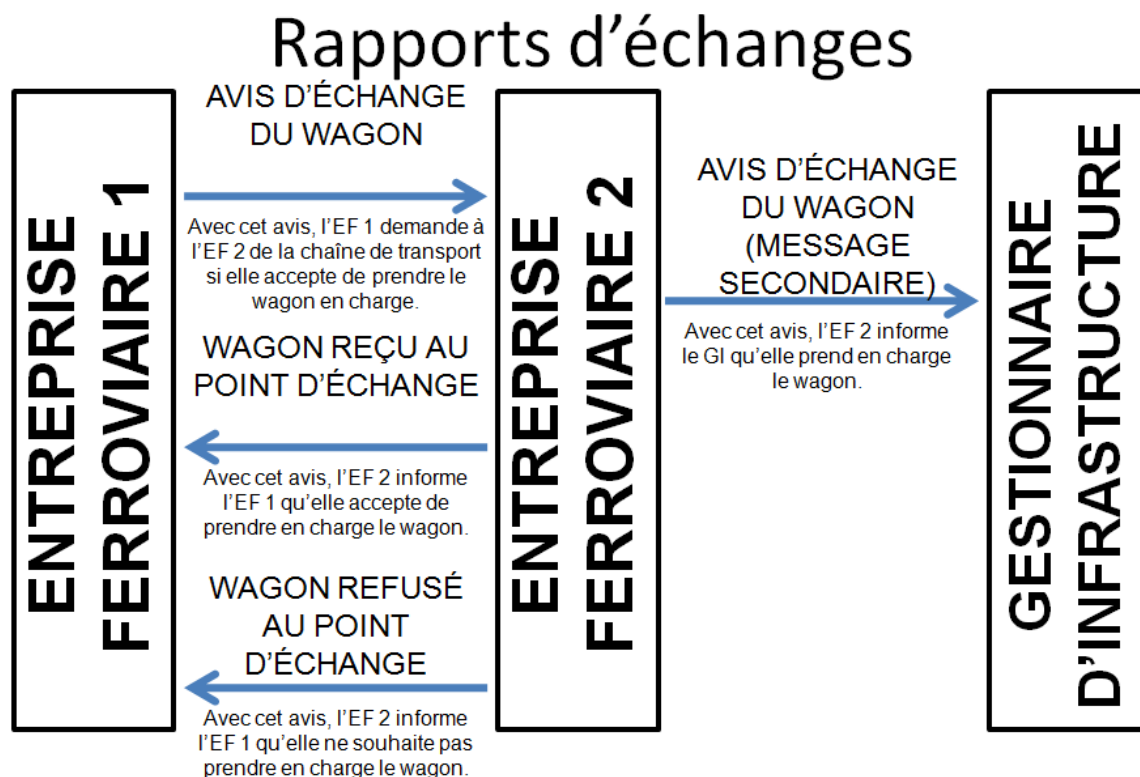 Rapports d'échanges
ENTREPRISE
FERROVIAIRE 1
AVIS D'ÉCHANGE
DU WAGON
Avec cet avis, l'EF 1 demande à
l'EF 2 de la chaîne de transport
si elle accepte de prendre le
wagon en charge.
WAGON REÇU AU
POINT D'ÉCHANGE
Avec cet avis, l'EF 2 informe
l'EF 1 qu'elle accepte de
prendre en charge le wagon.
WAGON REFUSÉ
AU POINT
D'ÉCHANGE
Avec cet avis, l'EF 2 informe
l'EF 1 qu'elle ne souhaite pas
prendre en charge le wagon.
ENTREPRISE
FERROVIAIRE 2
AVIS D'ÉCHANGE
DU WAGON
(MESSAGE
SECONDAIRE)
Avec cet avis, l'EF 2 informe
le GI qu'elle prend en charge
le wagon.
GESTIONNAIRE
D'INFRASTRUCTURE